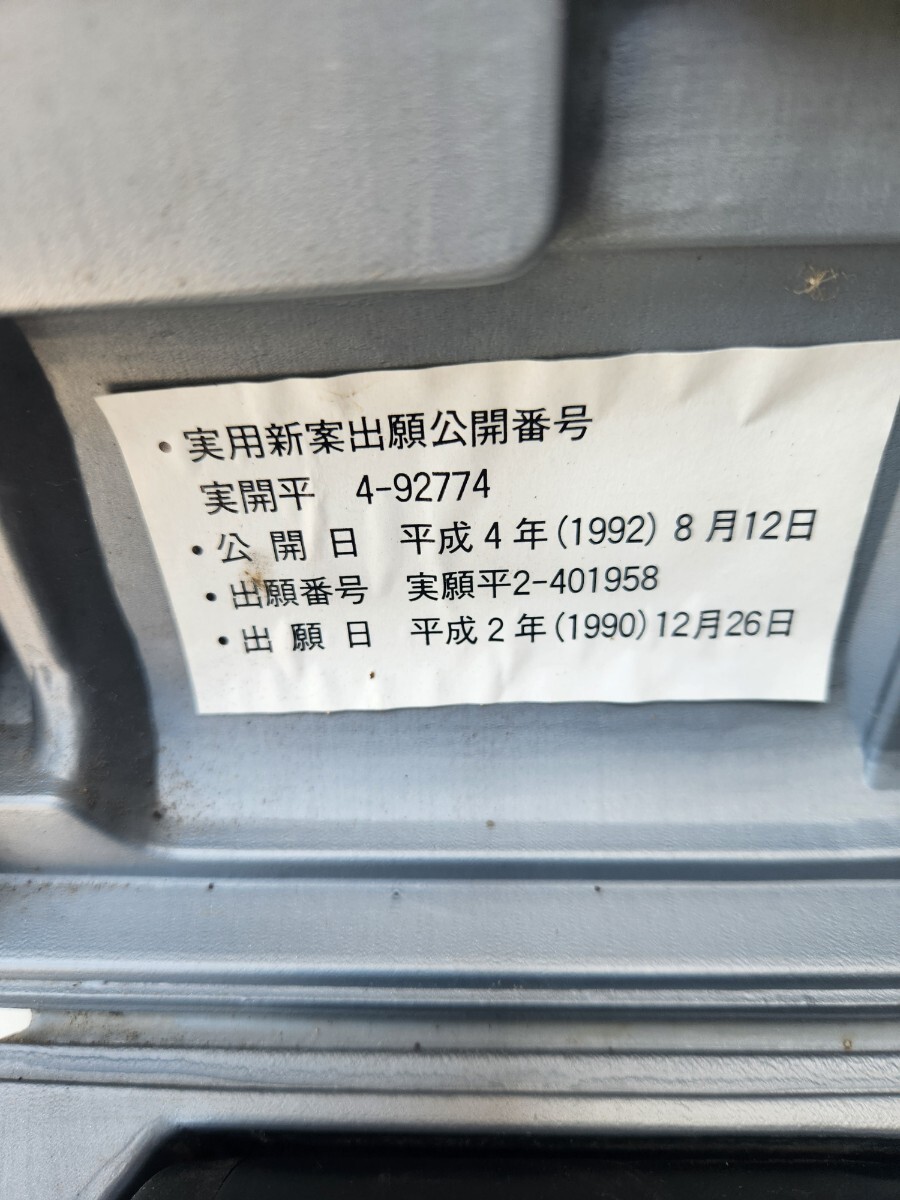 ・実用新案出願公開番号
実開平 4-92774
・公開日 平成4年(1992)8月12日
・出願番号 実願平2-401958
・出願日 平成2年(1990)12月26日